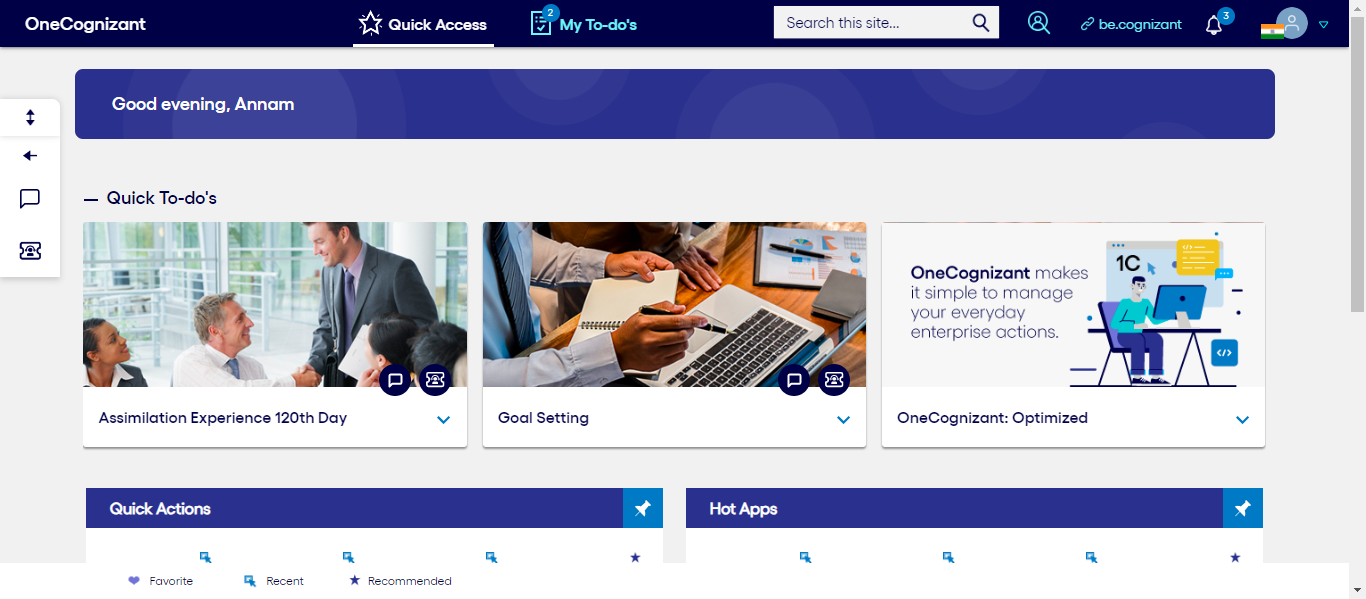 OneCognizant
Quick Access
2
My To-do's
Search this site...
be.cognizant
3
Good evening, Annam
Quick To-do's
OneCognizant makes
it simple to manage
your everyday
enterprise actions.
1C
Assimilation Experience 120th Day
Goal Setting
OneCognizant: Optimized
Quick Actions
Hot Apps
Favorite
Recent
Recommended